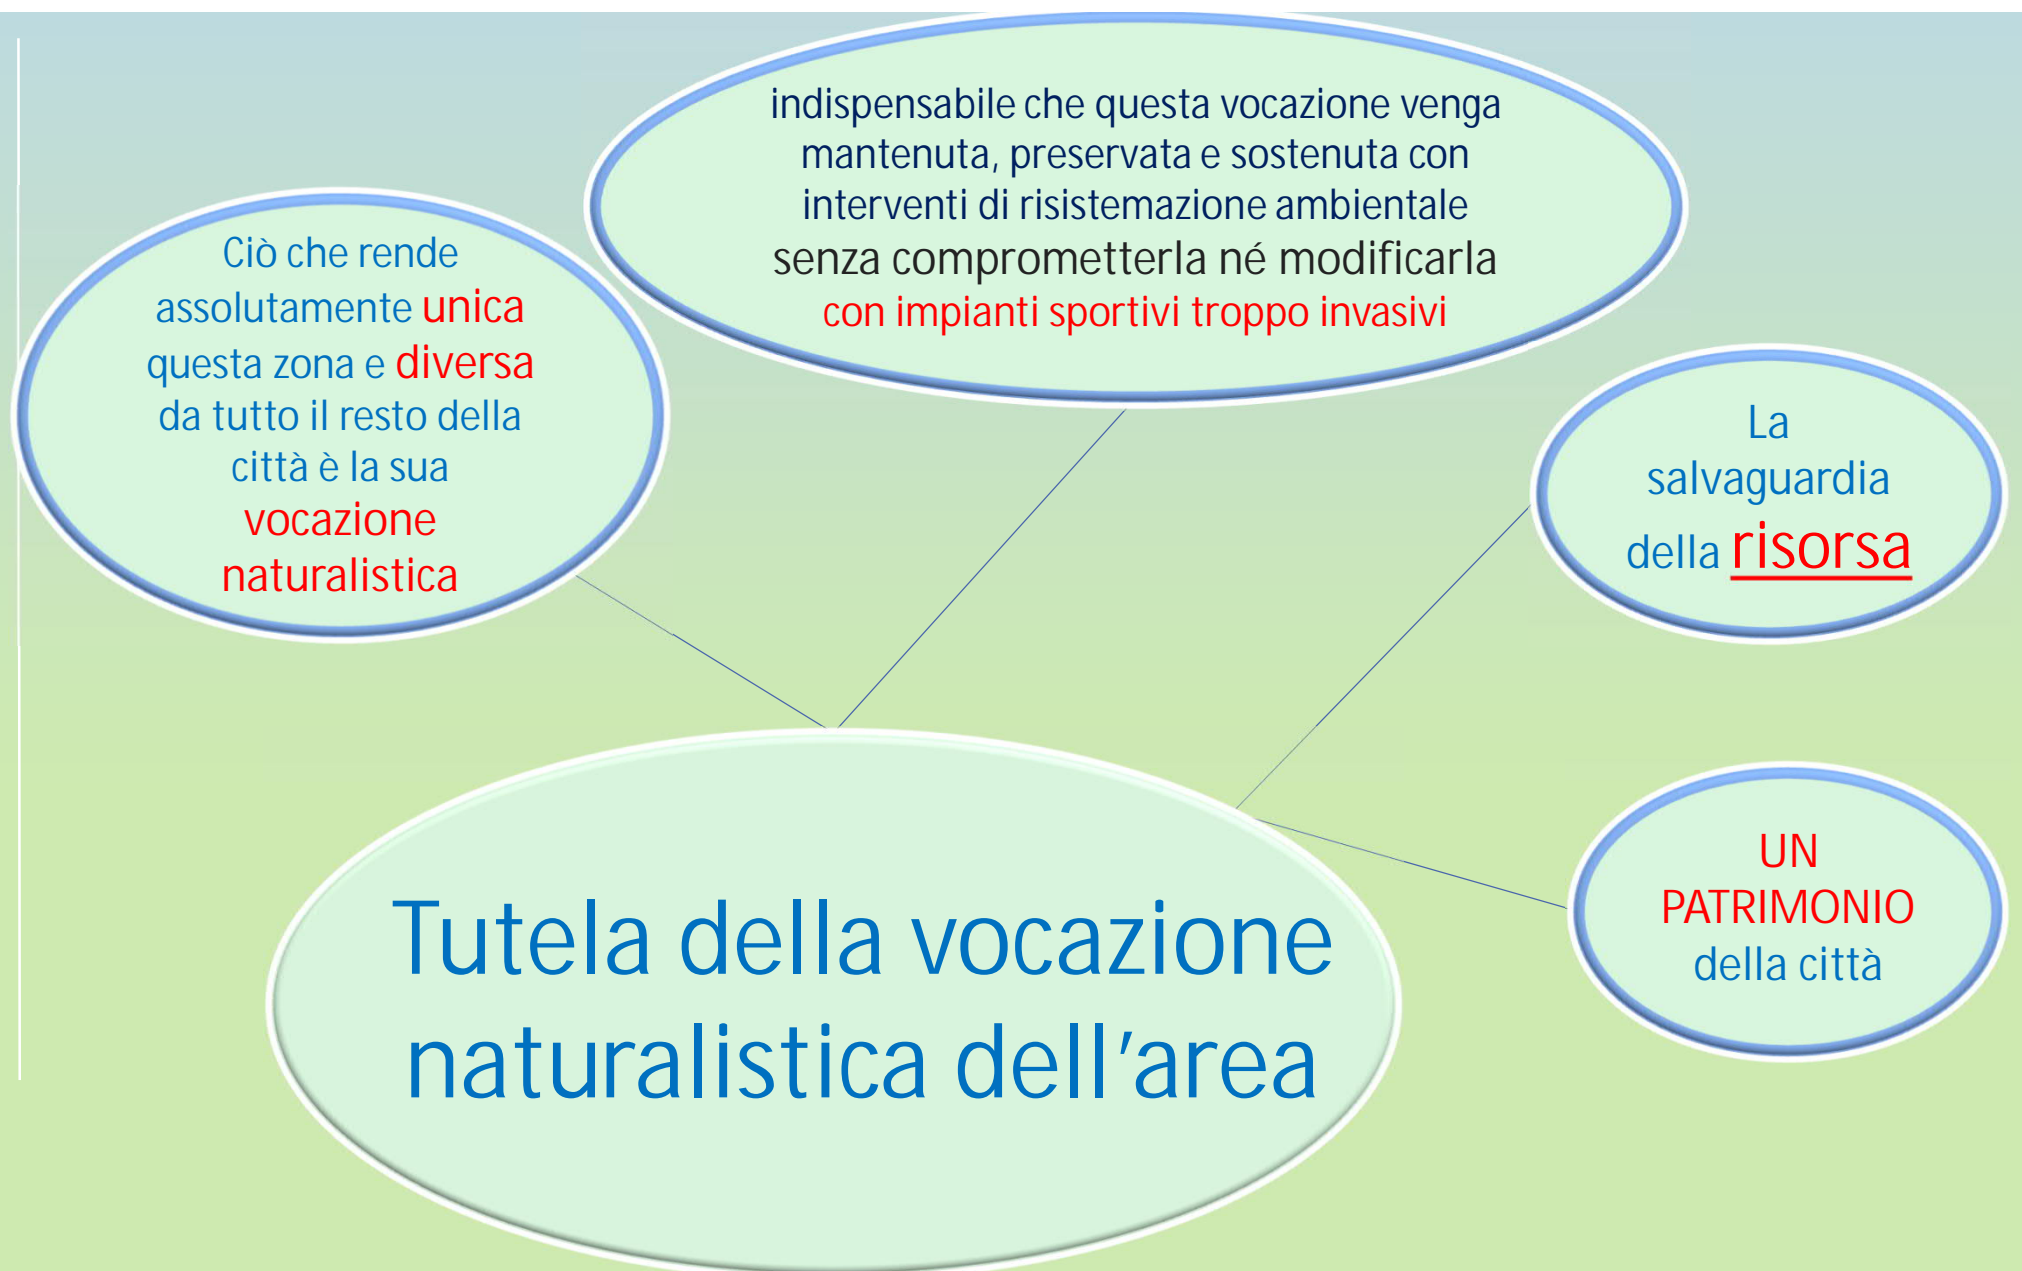 Ciò che rende
assolutamente unica
questa zona e diversa
da tutto il resto della
città è la sua
vocazione
naturalistica
indispensabile che questa vocazione venga
mantenuta, preservata e sostenuta con
interventi di risistemazione ambientale
senza comprometterla né modificarla
con impianti sportivi troppo invasivi
La
salvaguardia
della risorsa
UN
PATRIMONIO
della città
Tutela della vocazione
naturalistica dell'area